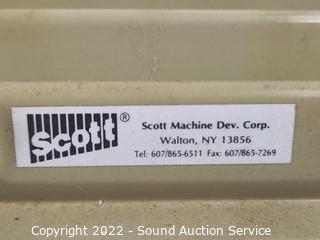 Scott®
Scott Machine Dev. Corp.
Walton, NY 13856
Tel: 607/865-6511 Fax: 607/865-7269
Copyright 2022 - Sound Auction Service